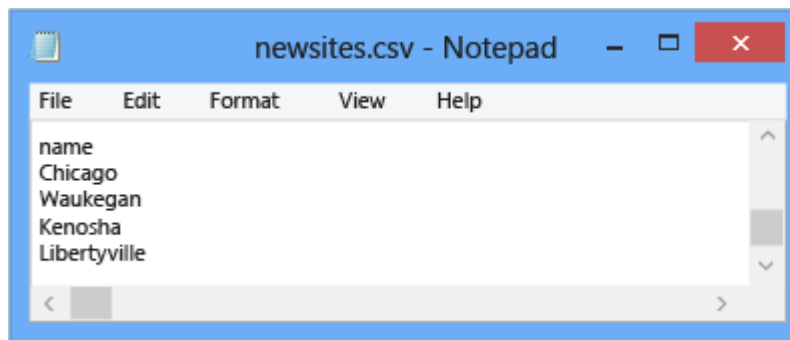 newsites.csv - Notepad
File Edit Format View Help
name
Chicago
Waukegan
Kenosha
Libertyville